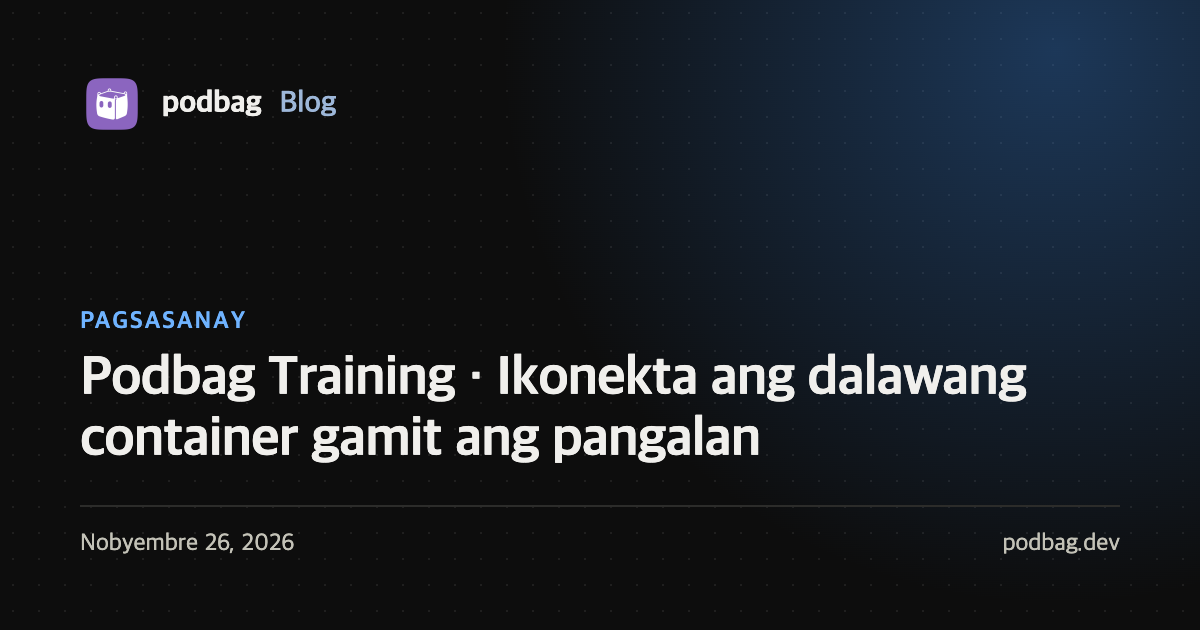 podbag Blog
PAGSASANAY
Podbag Training · Ikonekta ang dalawang
container gamit ang pangalan
Nobyembre 26, 2026
podbag.dev